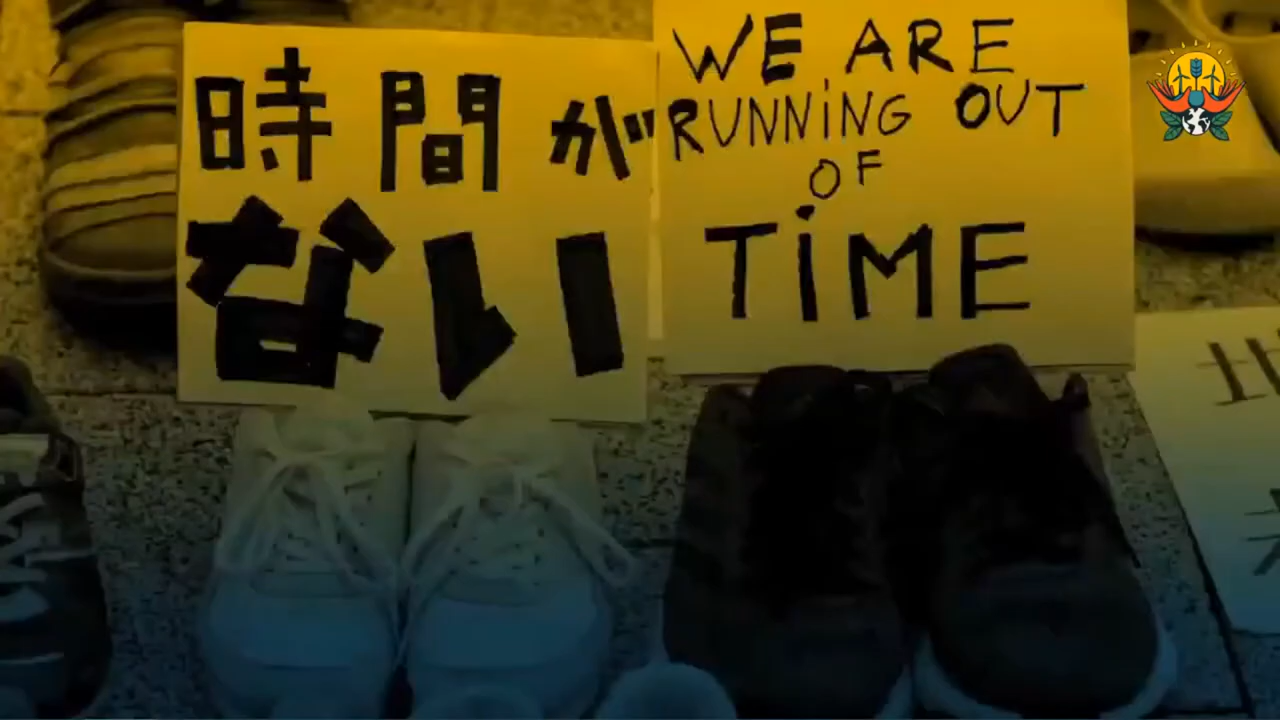 時間が
ない
WE ARE
RUNNING OUT
OF
TIME